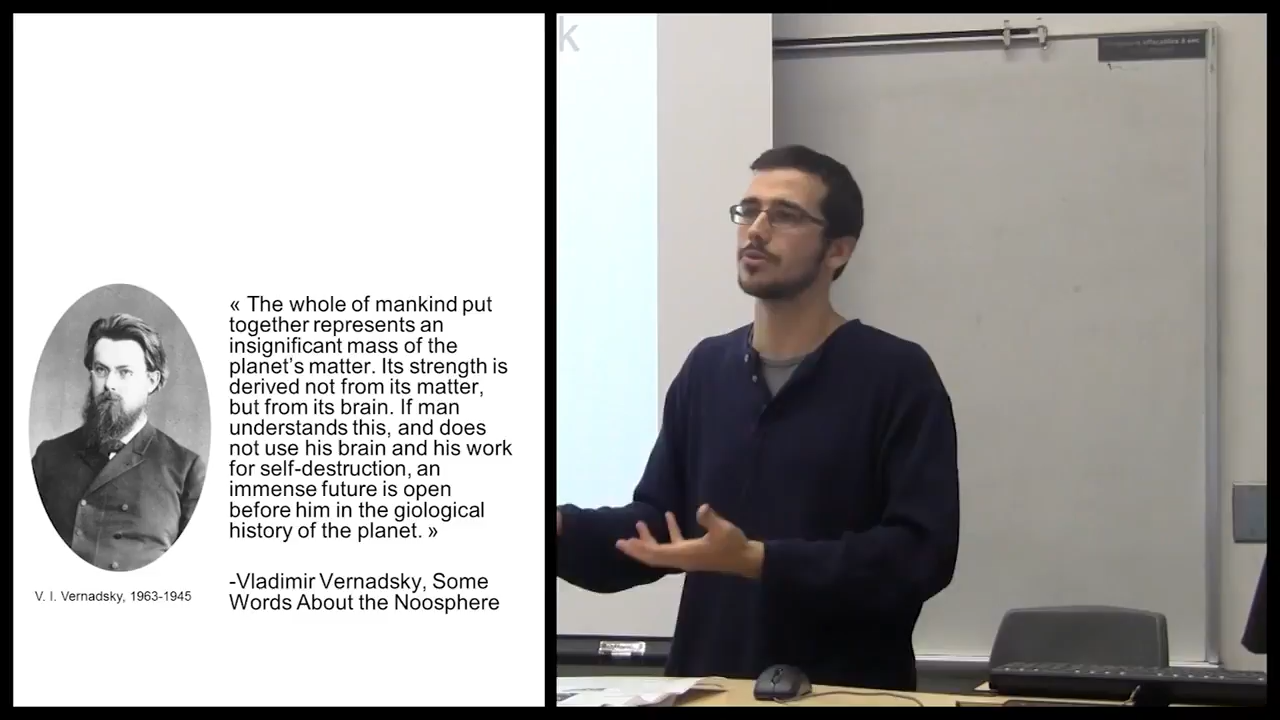 « The whole of mankind put
together represents an
insignificant mass of the
planet's matter. Its strength is
derived not from its matter,
but from its brain. If man
understands this, and does
not use his brain and his work
for self-destruction, an
immense future is open
before him in the giological
history of the planet. »
-Vladimir Vernadsky, Some
Words About the Noosphere
V. I. Vernadsky, 1963-1945
k